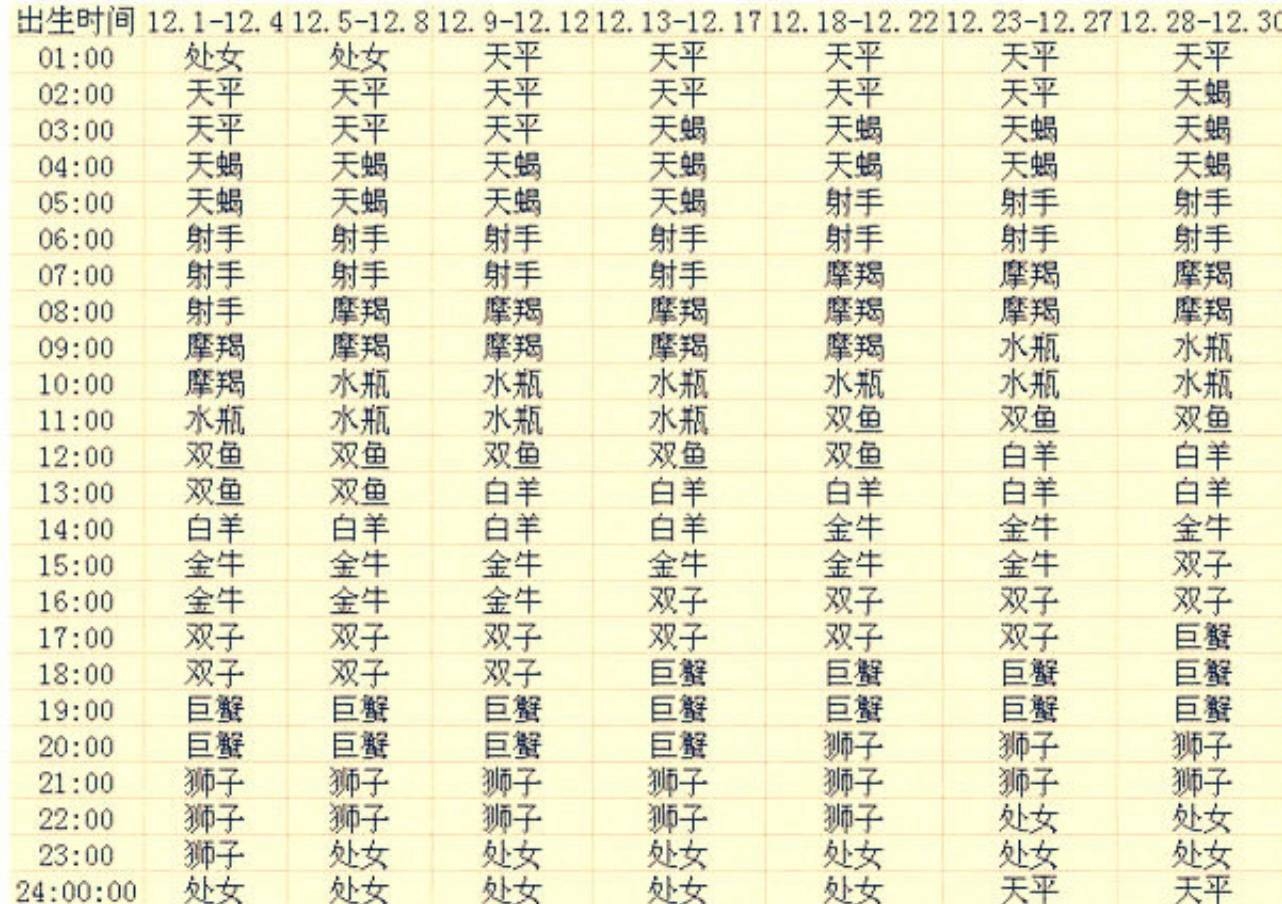 出生时间 12.1-12.4 12.5-12.8 12.9-12.12 12.13-12.17 12.18-12.22 12.23-12.27 12.28-12.30
01:00 处女 处女 天平 天平 天平 天平 天平
02:00 天平 天平 天平 天平 天平 天平 天蝎
03:00 天平 天平 天平 天蝎 天蝎 天蝎 天蝎
04:00 天蝎 天蝎 天蝎 天蝎 天蝎 天蝎 天蝎
05:00 天蝎 天蝎 天蝎 天蝎 射手 射手 射手
06:00 射手 射手 射手 射手 射手 射手 射手
07:00 射手 射手 射手 射手 摩羯 摩羯 摩羯
08:00 射手 摩羯 摩羯 摩羯 摩羯 摩羯 摩羯
09:00 摩羯 摩羯 摩羯 摩羯 摩羯 水瓶 水瓶
10:00 摩羯 水瓶 水瓶 水瓶 水瓶 水瓶 水瓶
11:00 水瓶 水瓶 水瓶 水瓶 双鱼 双鱼 双鱼
12:00 双鱼 双鱼 双鱼 双鱼 双鱼 白羊 白羊
13:00 双鱼 双鱼 白羊 白羊 白羊 白羊 白羊
14:00 白羊 白羊 白羊 白羊 金牛 金牛 金牛
15:00 金牛 金牛 金牛 金牛 金牛 金牛 双子
16:00 金牛 金牛 金牛 双子 双子 双子 双子
17:00 双子 双子 双子 双子 双子 双子 巨蟹
18:00 双子 双子 双子 巨蟹 巨蟹 巨蟹 巨蟹
19:00 巨蟹 巨蟹 巨蟹 巨蟹 巨蟹 巨蟹 巨蟹
20:00 巨蟹 巨蟹 巨蟹 巨蟹 狮子 狮子 狮子
21:00 狮子 狮子 狮子 狮子 狮子 狮子 狮子
22:00 狮子 狮子 狮子 狮子 狮子 处女 处女
23:00 狮子 处女 处女 处女 处女 处女 处女
24:00:00 处女 处女 处女 处女 处女 天平 天平